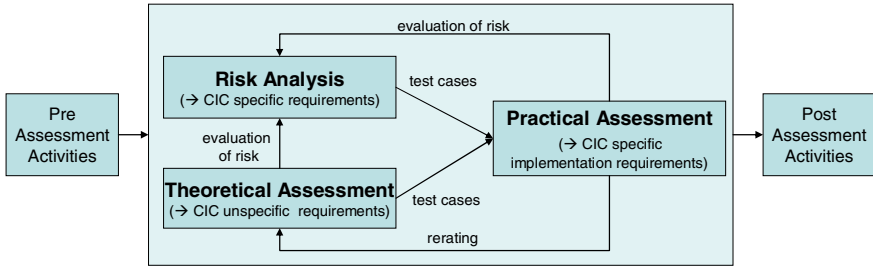 evaluation of risk
Risk Analysis
(→ CIC specific requirements)
test cases
Pre
Assessment
Activities
evaluation
of risk
Practical Assessment
(→ CIC specific
implementation requirements)
Post
Assessment
Activities
Theoretical Assessment
(→ CIC unspecific requirements)
test cases
rerating